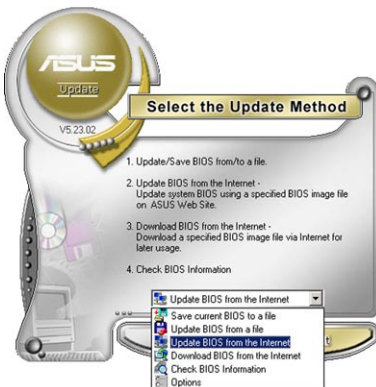 ASUS
Update
V5.23.02
Select the Update Method
1. Update/Save BIOS from/to a file.
2. Update BIOS from the Internet -
Update system BIOS using a specified BIOS image file
on ASUS Web Site.
3. Download BIOS from the Internet -
Download a specified BIOS image file via Internet for
later usage.
4. Check BIOS Information
Update BIOS from the Internet
Save current BIOS to a file
Update BIOS from a file
Update BIOS from the Internet
Download BIOS from the Internet
Check BIOS Information
Options